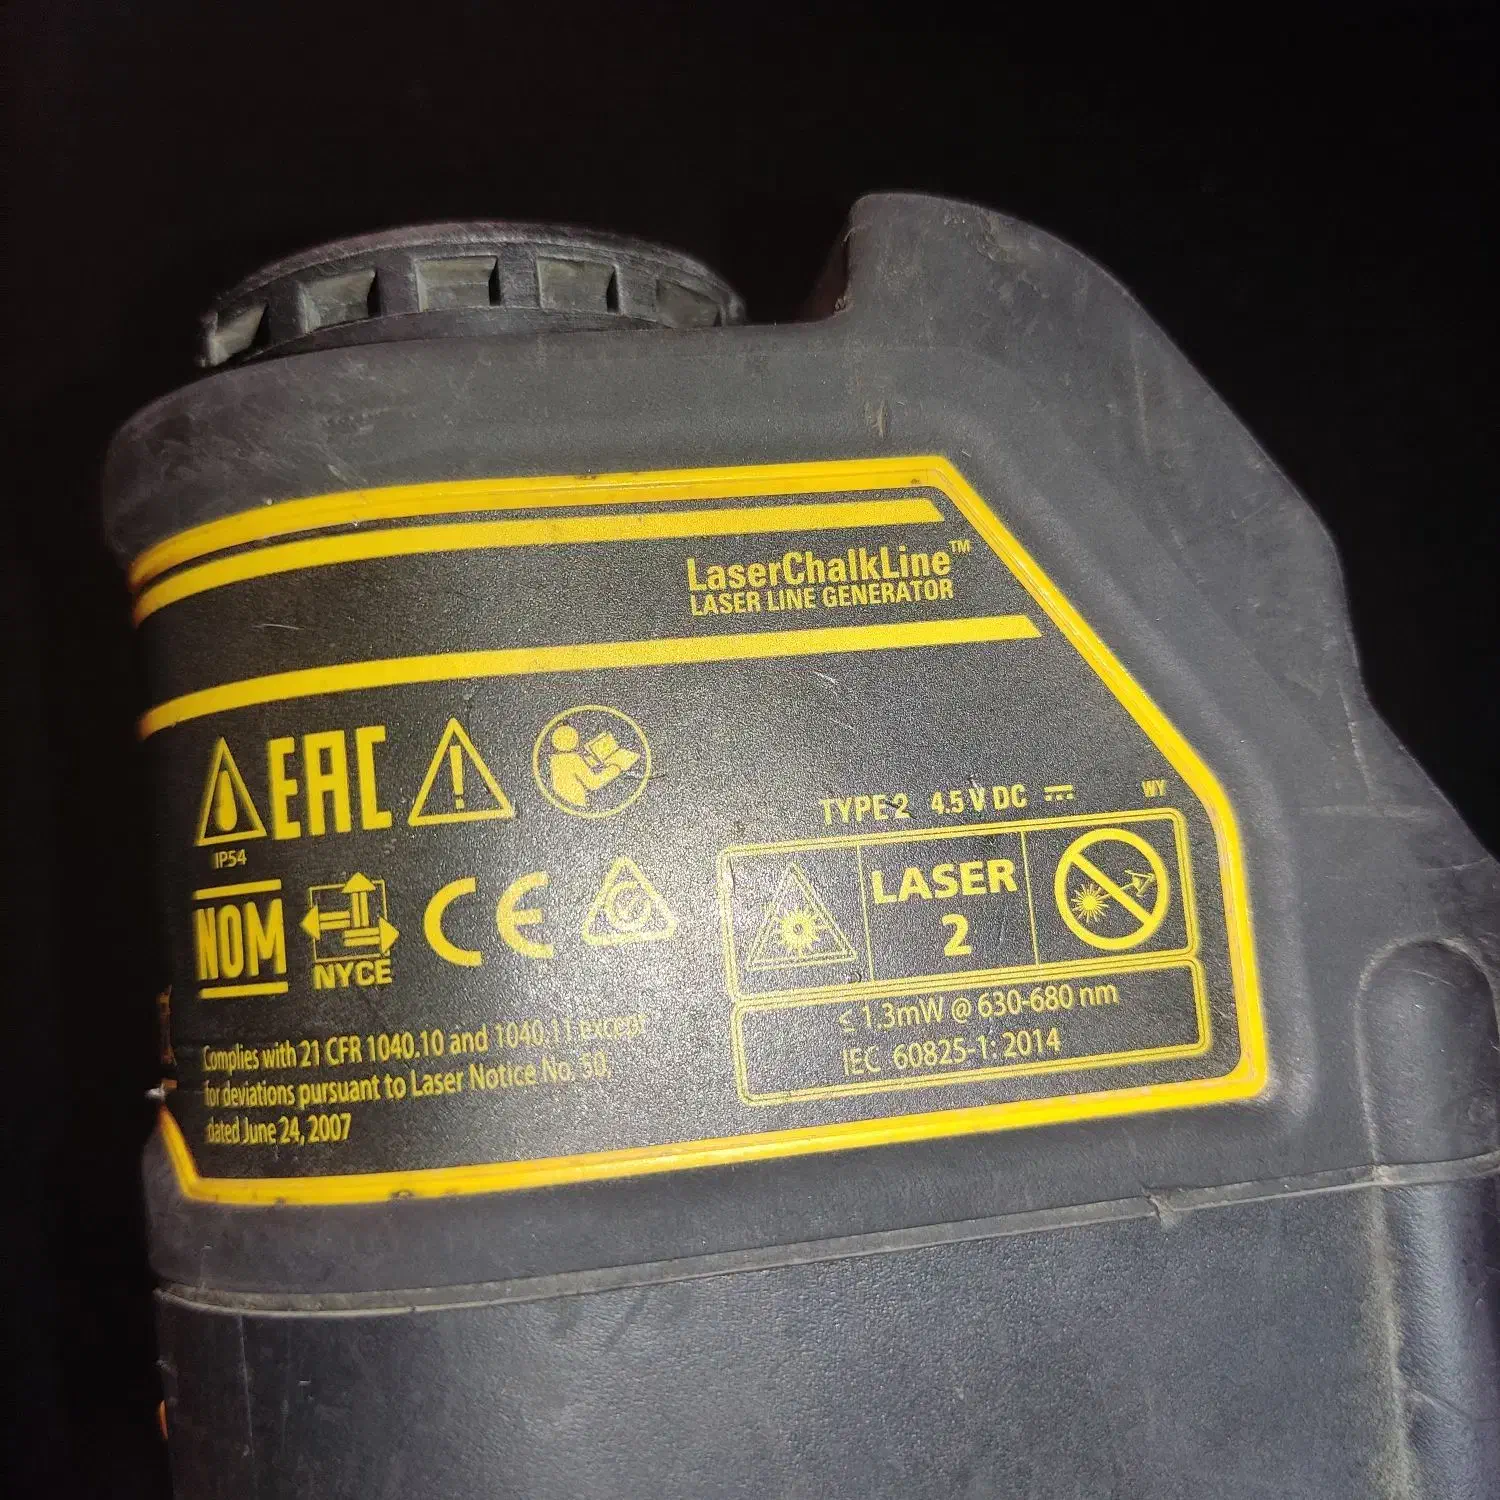 LaserChalkLine™
LASER LINE GENERATOR
EAC
IP54
TYPE 2 4.5 V DC
WY
NOM
NYCE
CE
LASER
2
≤ 1.3mW @ 630-680 nm
IEC 60825-1: 2014
Complies with 21 CFR 1040.10 and 1040.11 except
for deviations pursuant to Laser Notice No. 50,
dated June 24, 2007